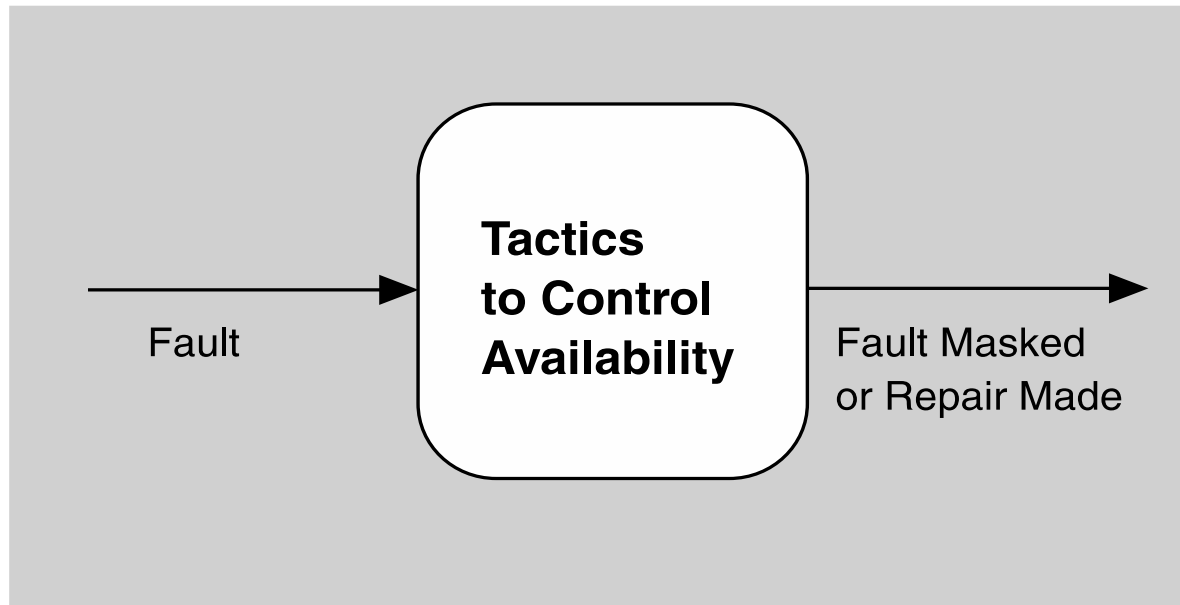 Fault
Tactics
to Control
Availability
Fault Masked
or Repair Made